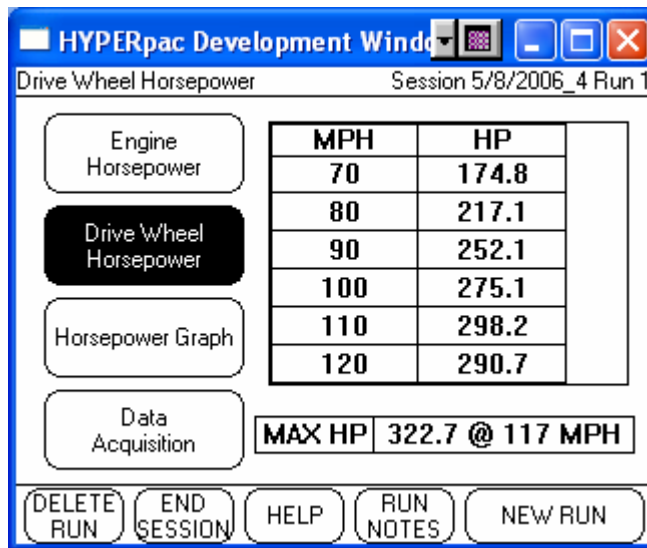 HYPERpac Development Windo
Drive Wheel Horsepower Session 5/8/2006_4 Run 1
Engine
Horsepower
Drive Wheel
Horsepower
Horsepower Graph
Data
Acquisition
MPH HP
70 174.8
80 217.1
90 252.1
100 275.1
110 298.2
120 290.7
MAX HP 322.7 @ 117 MPH
DELETE
RUN
END
SESSION
HELP
RUN
NOTES
NEW RUN